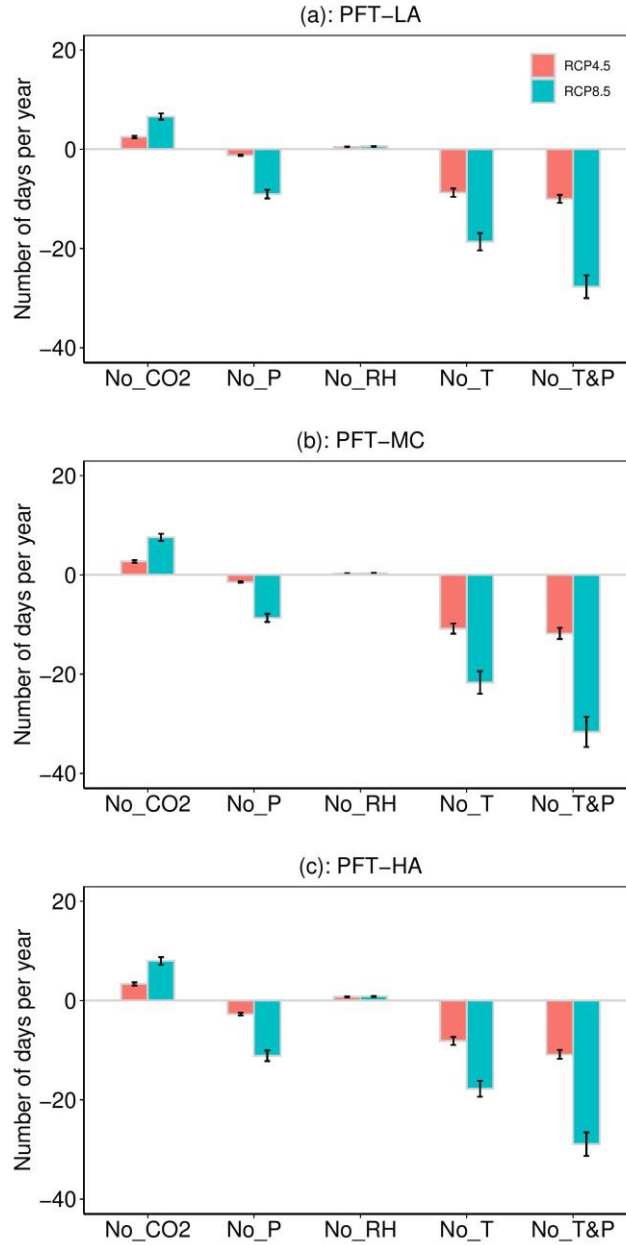 (a): PFT−LA
Number of days per year
20
0
−20
−40
RCP4.5
RCP8.5
No_CO2 No_P No_RH No_T No_T&P
(b): PFT−MC
Number of days per year
20
0
−20
−40
No_CO2 No_P No_RH No_T No_T&P
(c): PFT−HA
Number of days per year
20
0
−20
−40
No_CO2 No_P No_RH No_T No_T&P